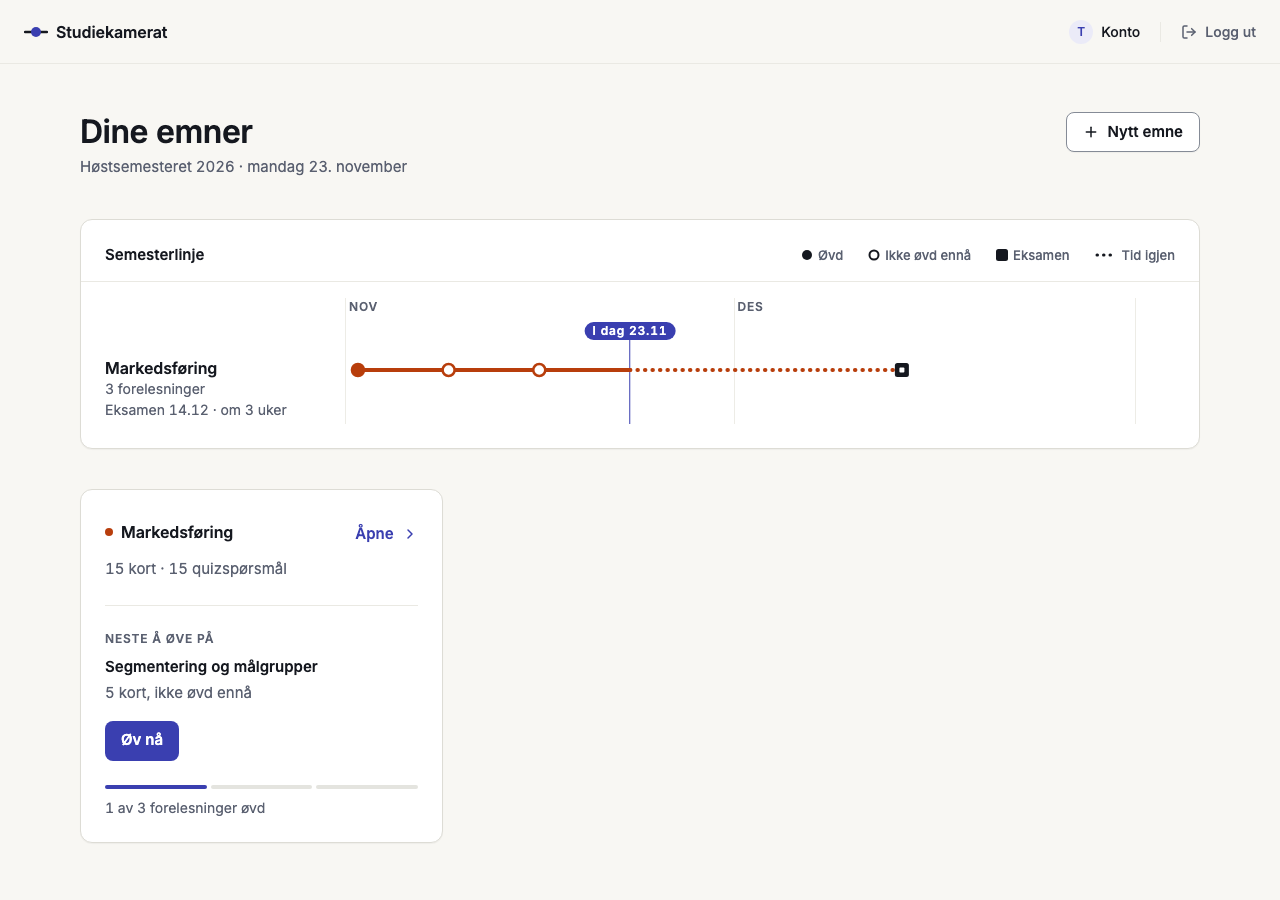 Studiekamerat
T Konto
Logg ut
Dine emner
Nytt emne
Høstsemesteret 2026 · mandag 23. november
Semesterlinje
Øvd
Ikke øvd ennå
Eksamen
Tid igjen
NOV
DES
I dag 23.11
Markedsføring
3 forelesninger
Eksamen 14.12 · om 3 uker
Markedsføring
Åpne
15 kort · 15 quizspørsmål
NESTE Å ØVE PÅ
Segmentering og målgrupper
5 kort, ikke øvd ennå
Øv nå
1 av 3 forelesninger øvd